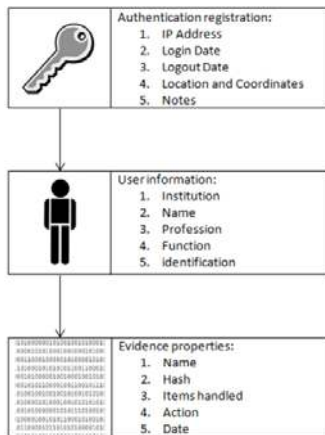 Authentication registration:
1. IP Address
2. Login Date
3. Logout Date
4. Location and Coordinates
5. Notes
User information:
1. Institution
2. Name
3. Profession
4. Function
5. identification
Evidence properties:
1. Name
2. Hash
3. Items handled
4. Action
5. Date